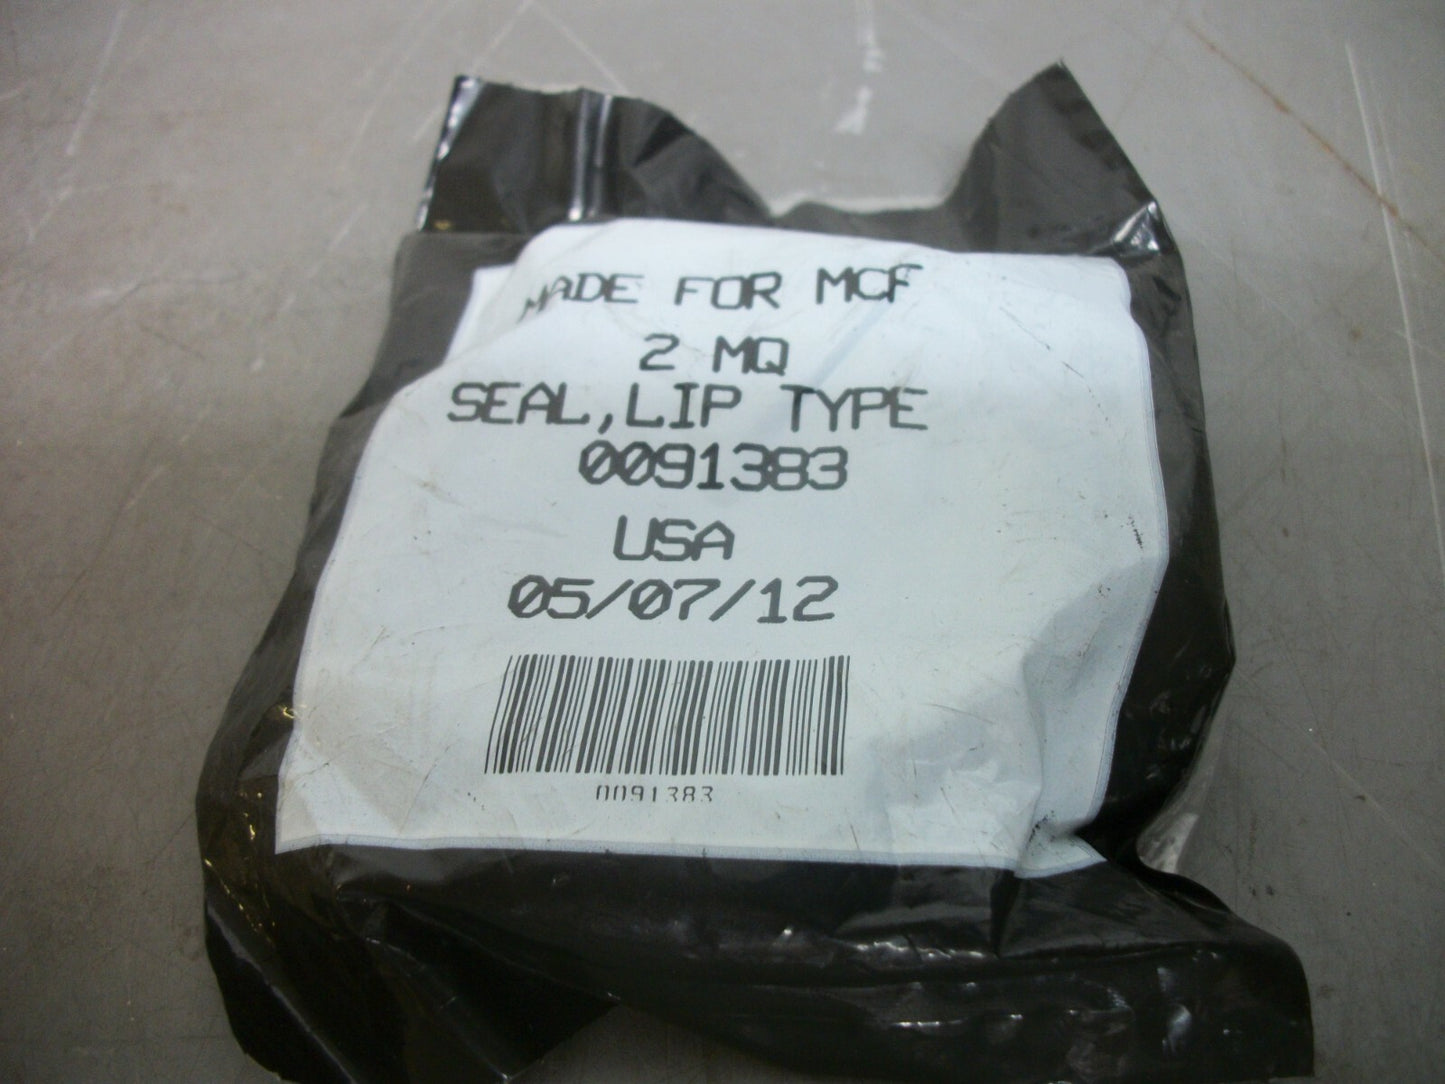 MADE FOR MCF
2 MQ
SEAL,LIP TYPE
0091383
USA
05/07/12
0091383